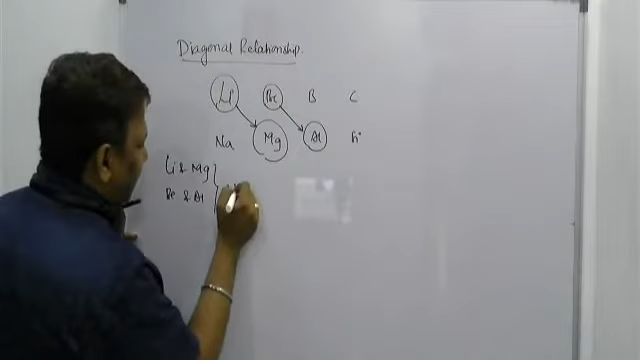 Diagonal Relationship.
Li Be B C
Na Mg Al Si
Li & Mg
Be & Al